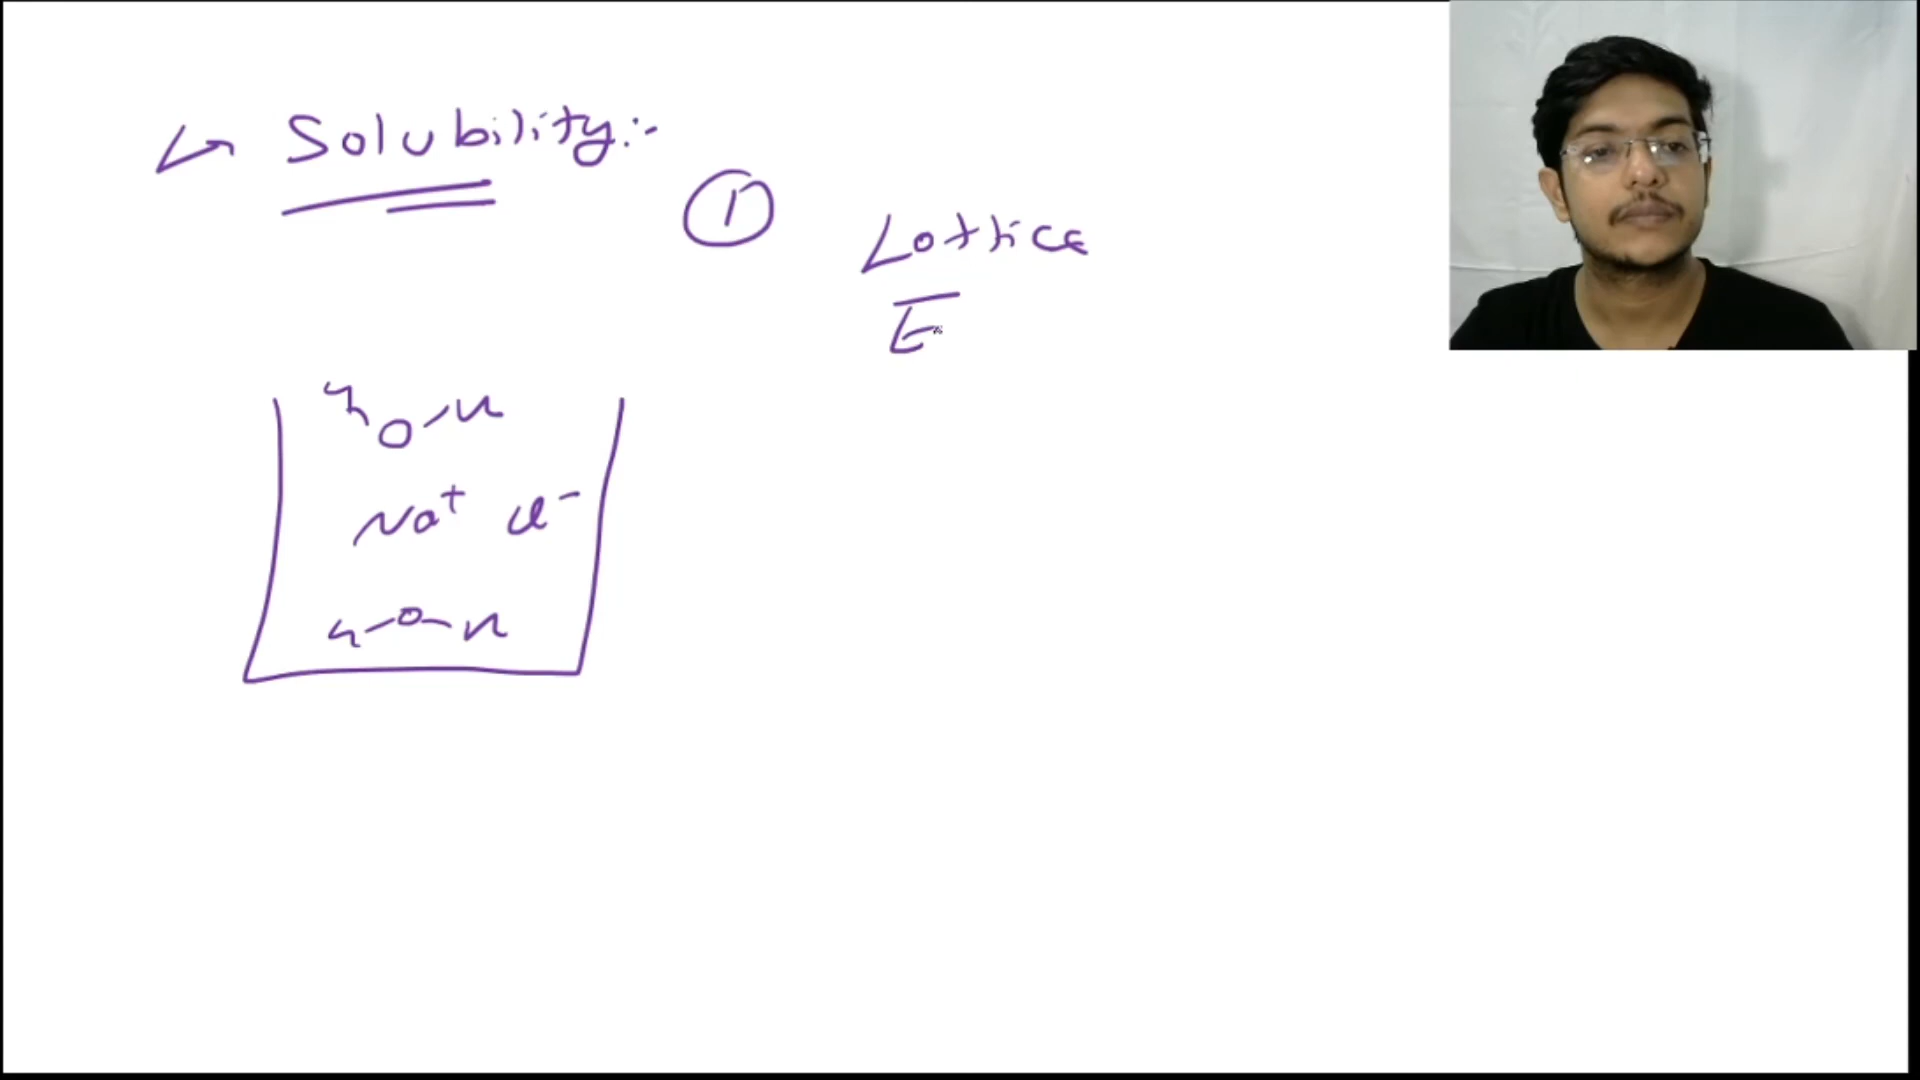 ↳ Solubility:-
① Lattice
E
H O-H
Na+ Cl-
H-O-H